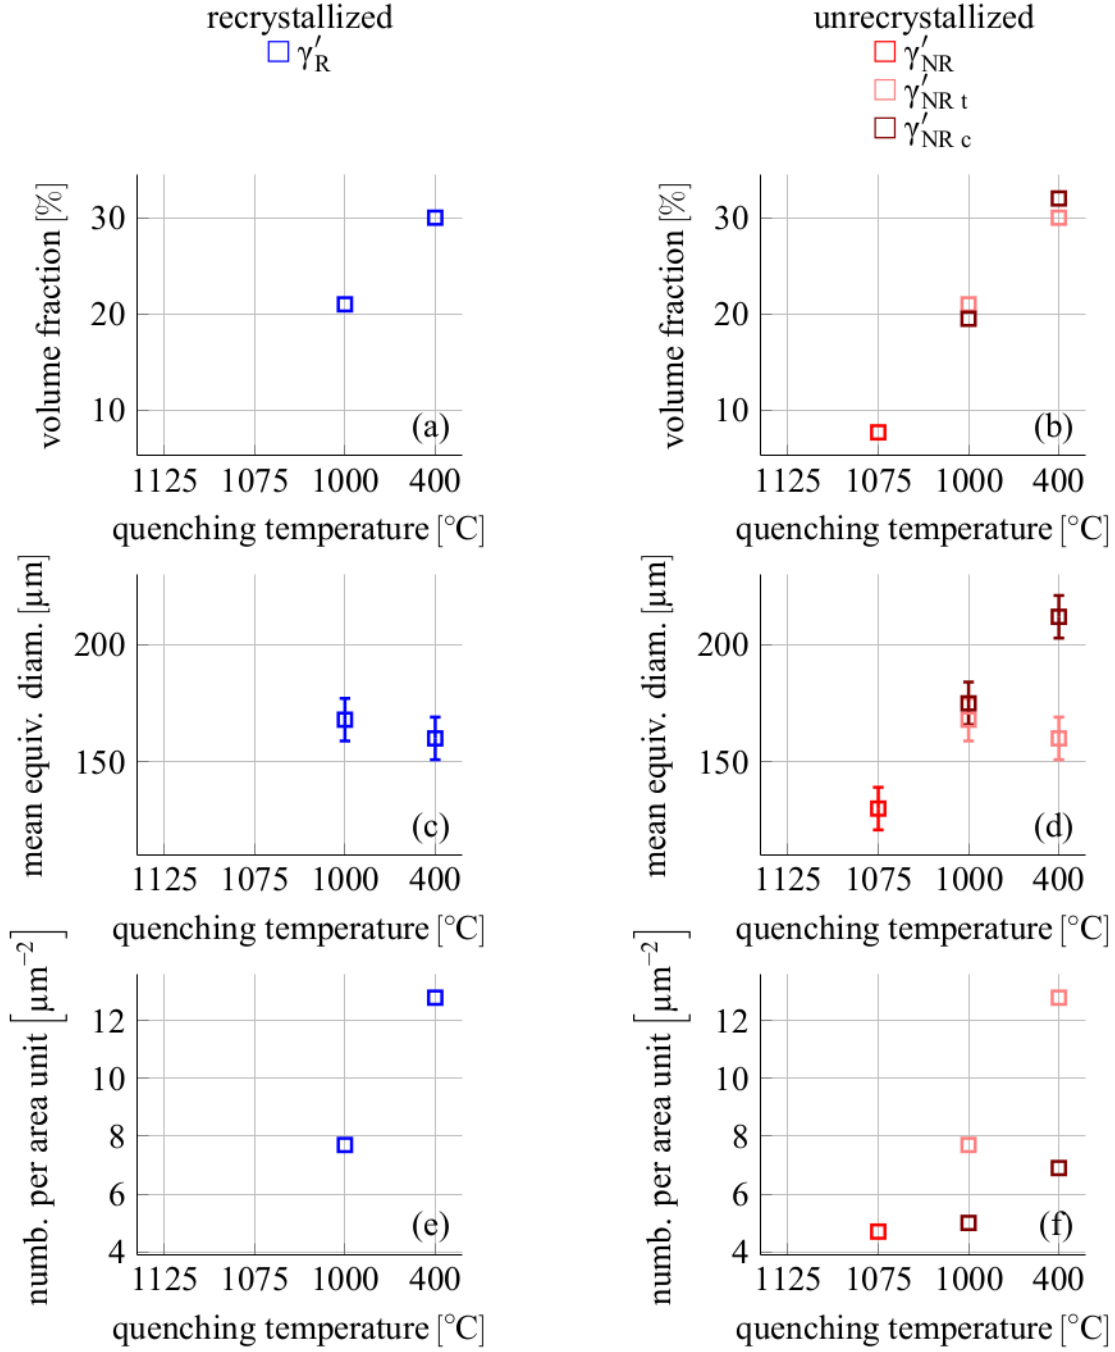 recrystallized
γ′R
unrecrystallized
γ′NR
γ′NR t
γ′NR c
volume fraction [%]
30
20
10
(a)
1125 1075 1000 400
quenching temperature [°C]
volume fraction [%]
30
20
10
(b)
1125 1075 1000 400
quenching temperature [°C]
mean equiv. diam. [µm]
200
150
(c)
1125 1075 1000 400
quenching temperature [°C]
mean equiv. diam. [µm]
200
150
(d)
1125 1075 1000 400
quenching temperature [°C]
numb. per area unit [µm⁻²]
12
10
8
6
4
(e)
1125 1075 1000 400
quenching temperature [°C]
numb. per area unit [µm⁻²]
12
10
8
6
4
(f)
1125 1075 1000 400
quenching temperature [°C]